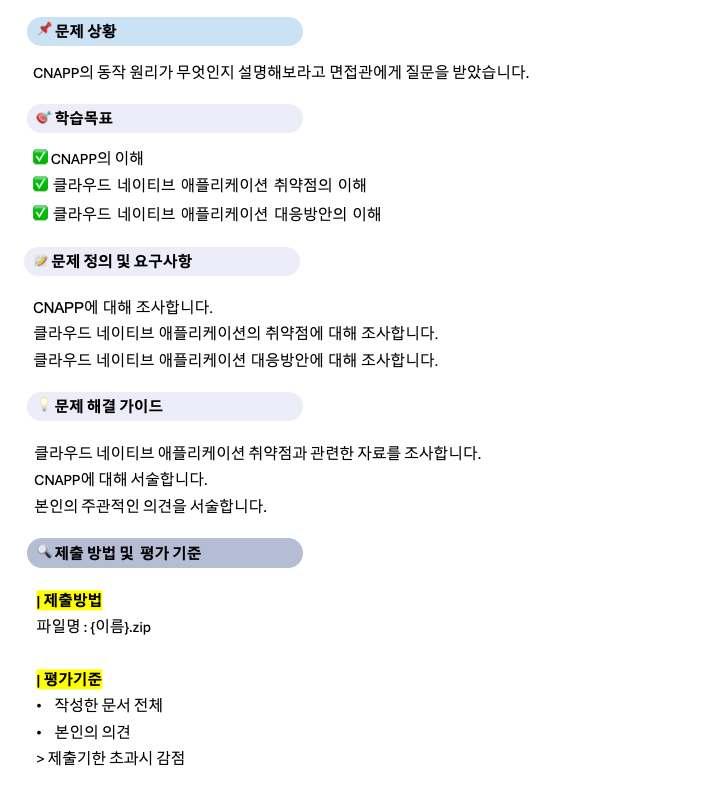 📌 문제 상황
CNAPP의 동작 원리가 무엇인지 설명해보라고 면접관에게 질문을 받았습니다.
🎯 학습목표
✅ CNAPP의 이해
✅ 클라우드 네이티브 애플리케이션 취약점의 이해
✅ 클라우드 네이티브 애플리케이션 대응방안의 이해
📝 문제 정의 및 요구사항
CNAPP에 대해 조사합니다.
클라우드 네이티브 애플리케이션의 취약점에 대해 조사합니다.
클라우드 네이티브 애플리케이션 대응방안에 대해 조사합니다.
💡 문제 해결 가이드
클라우드 네이티브 애플리케이션 취약점과 관련한 자료를 조사합니다.
CNAPP에 대해 서술합니다.
본인의 주관적인 의견을 서술합니다.
🔍 제출 방법 및 평가 기준
| 제출방법
파일명 : {이름}.zip
| 평가기준
• 작성한 문서 전체
• 본인의 의견
> 제출기한 초과시 감점